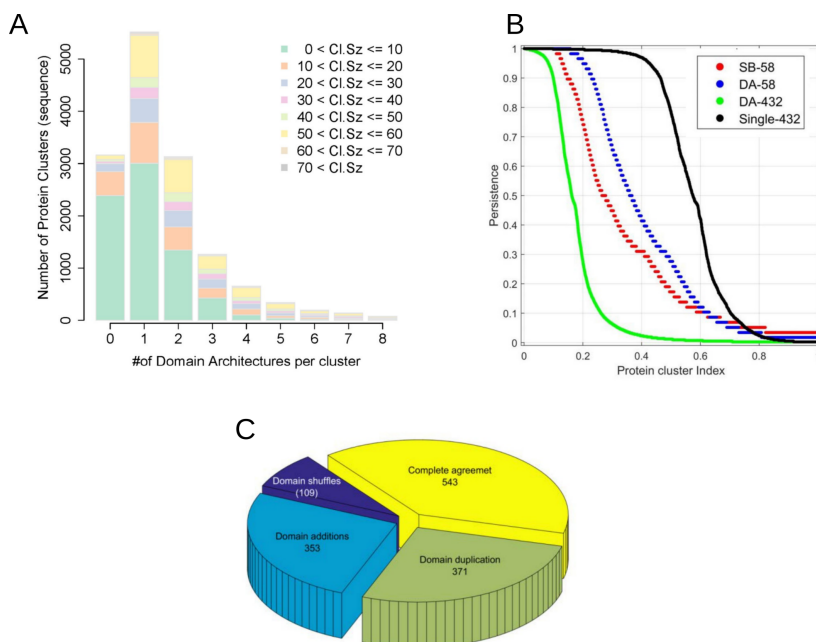 A
Number of Protein Clusters (sequence)
5000
4000
3000
2000
1000
0
0 < Cl.Sz <= 10
10 < Cl.Sz <= 20
20 < Cl.Sz <= 30
30 < Cl.Sz <= 40
40 < Cl.Sz <= 50
50 < Cl.Sz <= 60
60 < Cl.Sz <= 70
70 < Cl.Sz
0 1 2 3 4 5 6 7 8
#of Domain Architectures per cluster
B
Persistence
1
0.9
0.8
0.7
0.6
0.5
0.4
0.3
0.2
0.1
0
SB-58
DA-58
DA-432
Single-432
0 0.2 0.4 0.6 0.8
Protein cluster Index
C
Domain shuffles
(109)
Complete agreemet
543
Domain additions
353
Domain duplication
371